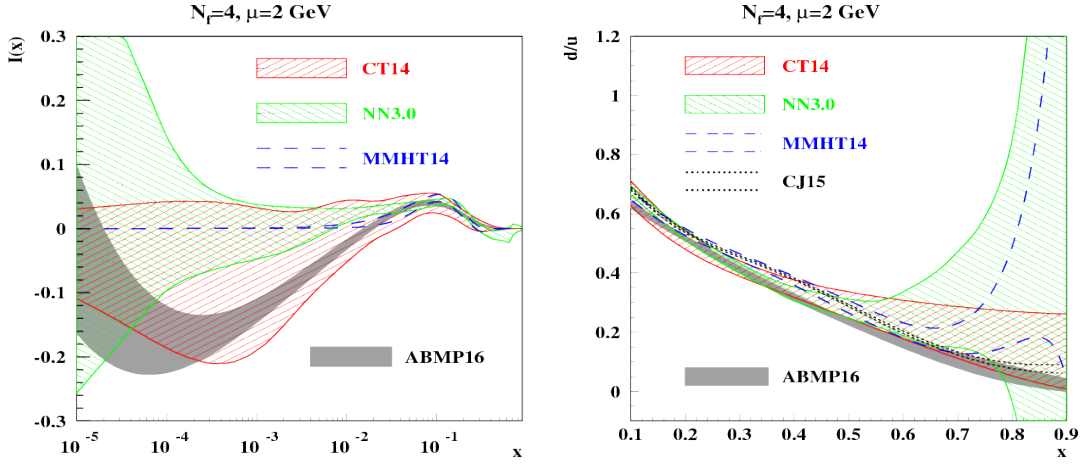 N_f=4, μ=2 GeV
I(x)
0.3
0.2
0.1
0
-0.1
-0.2
-0.3
CT14
NN3.0
MMHT14
ABMP16
10^-5 10^-4 10^-3 10^-2 10^-1 x
N_f=4, μ=2 GeV
d/u
1.2
1
0.8
0.6
0.4
0.2
0
CT14
NN3.0
MMHT14
CJ15
ABMP16
0.1 0.2 0.3 0.4 0.5 0.6 0.7 0.8 0.9
x